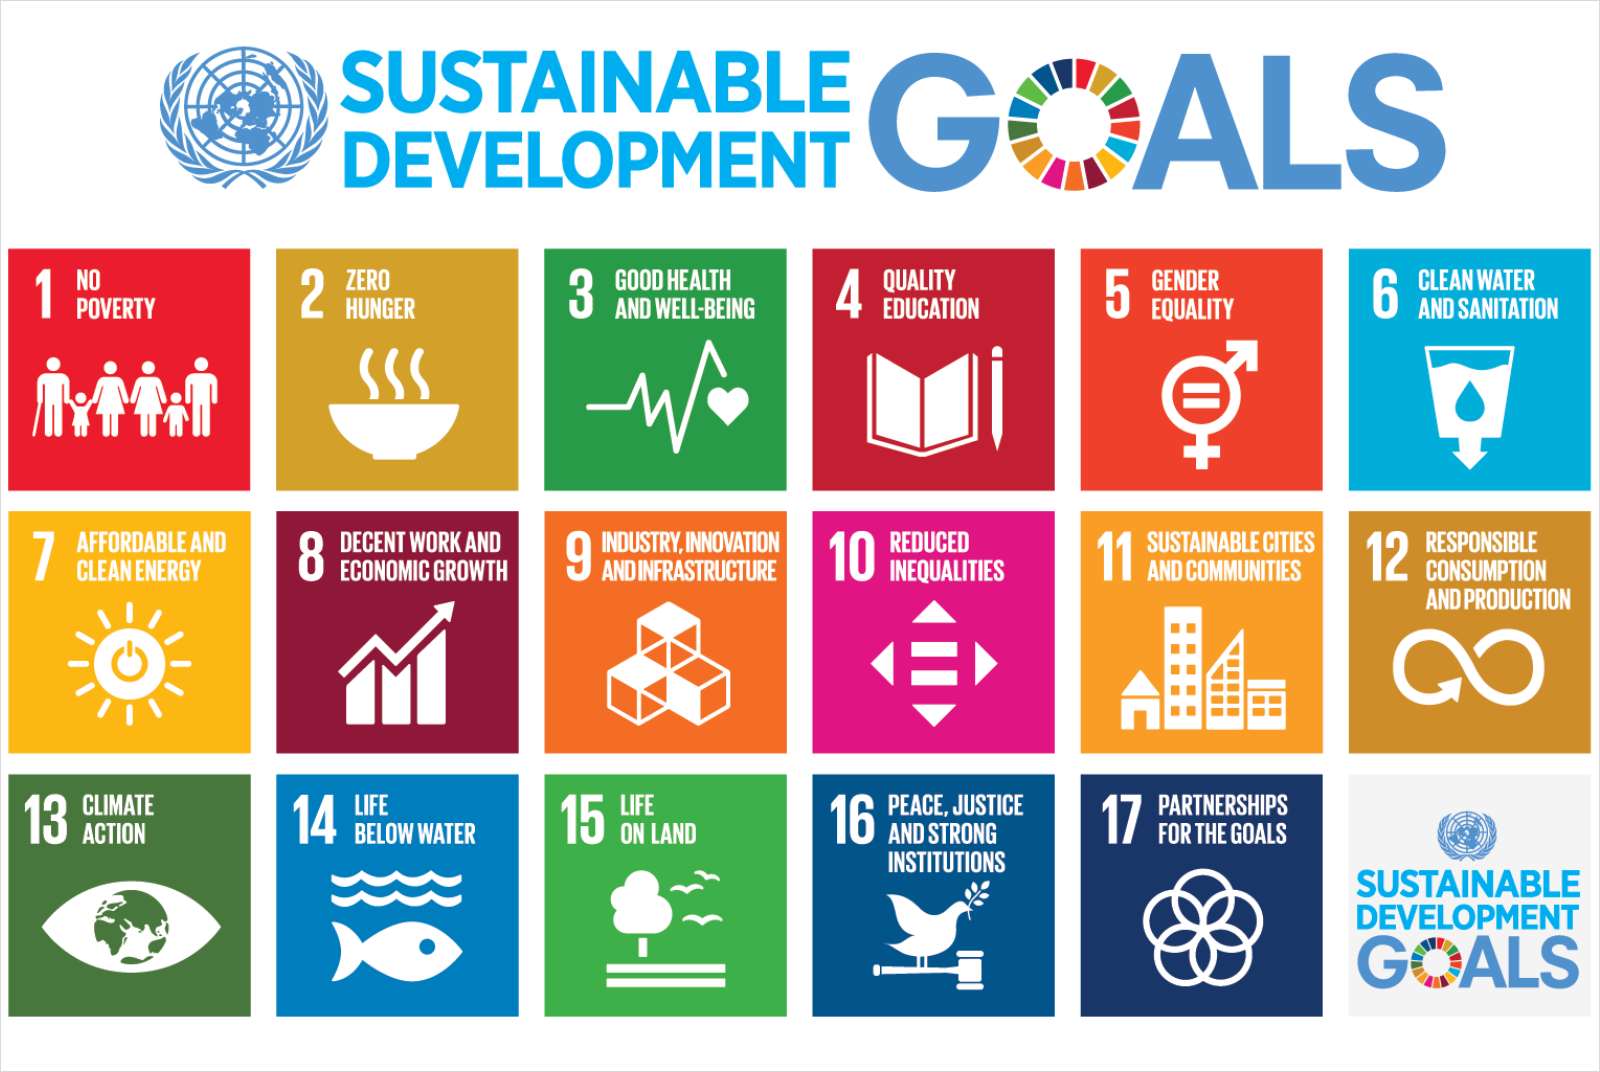 SUSTAINABLE
DEVELOPMENT
GOALS
1 NO
POVERTY
2 ZERO
HUNGER
3 GOOD HEALTH
AND WELL-BEING
4 QUALITY
EDUCATION
5 GENDER
EQUALITY
6 CLEAN WATER
AND SANITATION
7 AFFORDABLE AND
CLEAN ENERGY
8 DECENT WORK AND
ECONOMIC GROWTH
9 INDUSTRY, INNOVATION
AND INFRASTRUCTURE
10 REDUCED
INEQUALITIES
11 SUSTAINABLE CITIES
AND COMMUNITIES
12 RESPONSIBLE
CONSUMPTION
AND PRODUCTION
13 CLIMATE
ACTION
14 LIFE
BELOW WATER
15 LIFE
ON LAND
16 PEACE, JUSTICE
AND STRONG
INSTITUTIONS
17 PARTNERSHIPS
FOR THE GOALS
SUSTAINABLE
DEVELOPMENT
GOALS